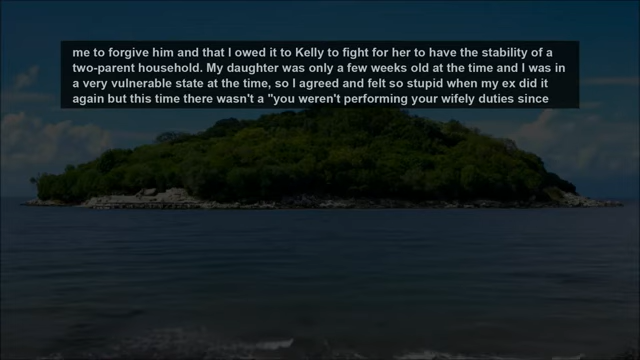 me to forgive him and that I owed it to Kelly to fight for her to have the stability of a
two-parent household. My daughter was only a few weeks old at the time and I was in
a very vulnerable state at the time, so I agreed and felt so stupid when my ex did it
again but this time there wasn't a "you weren't performing your wifely duties since